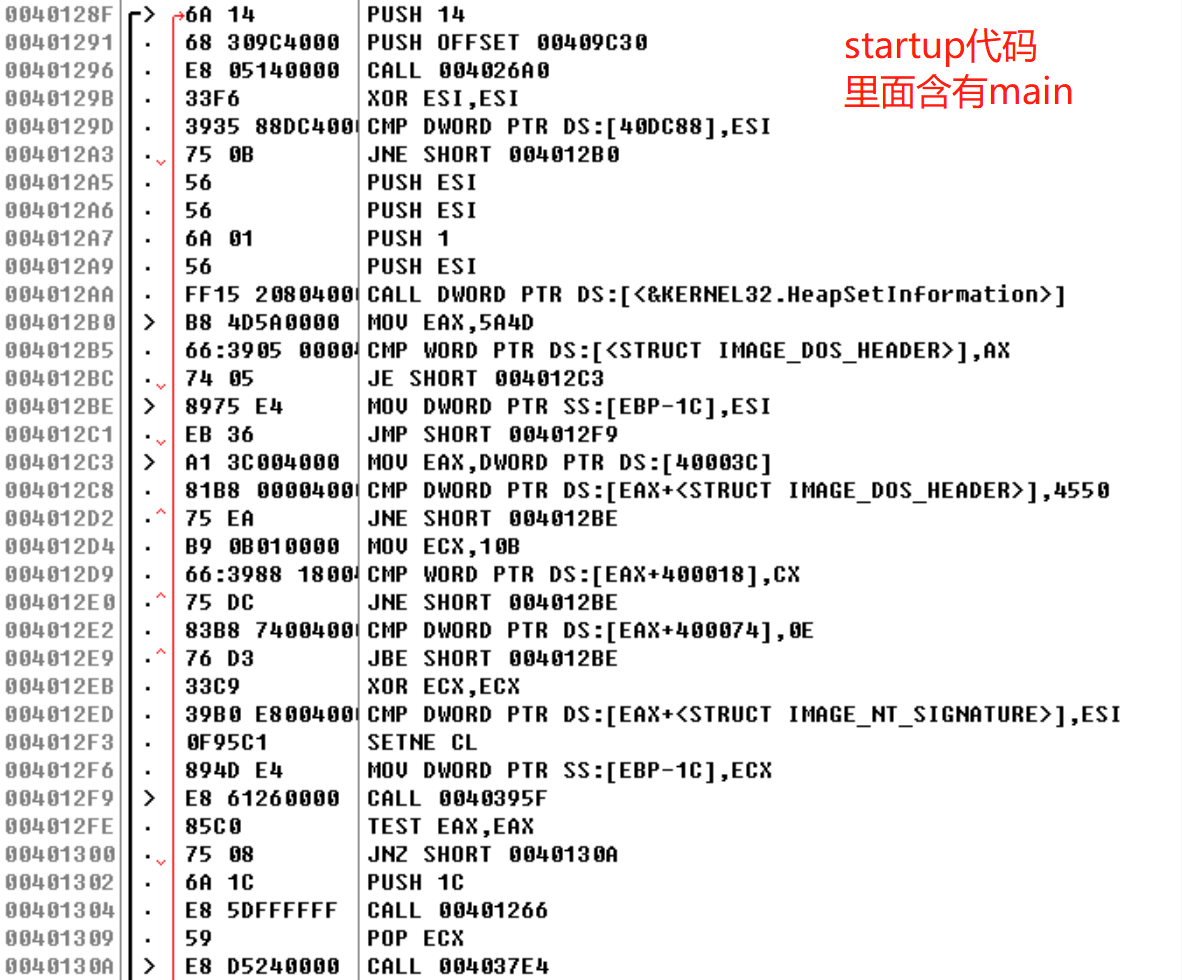 0040128F > 6A 14 PUSH 14
00401291 . 68 309C4000 PUSH OFFSET 00409C30
00401296 . E8 05140000 CALL 004026A0
0040129B . 33F6 XOR ESI,ESI
0040129D . 3935 88DC400 CMP DWORD PTR DS:[40DC88],ESI
004012A3 . 75 0B JNE SHORT 004012B0
004012A5 . 56 PUSH ESI
004012A6 . 56 PUSH ESI
004012A7 . 6A 01 PUSH 1
004012A9 . 56 PUSH ESI
004012AA . FF15 2080400 CALL DWORD PTR DS:[<&KERNEL32.HeapSetInformation>]
004012B0 > B8 4D5A0000 MOV EAX,5A4D
004012B5 . 66:3905 0000 CMP WORD PTR DS:[<STRUCT IMAGE_DOS_HEADER>],AX
004012BC . 74 05 JE SHORT 004012C3
004012BE > 8975 E4 MOV DWORD PTR SS:[EBP-1C],ESI
004012C1 . EB 36 JMP SHORT 004012F9
004012C3 > A1 3C004000 MOV EAX,DWORD PTR DS:[40003C]
004012C8 . 81B8 0000400 CMP DWORD PTR DS:[EAX+<STRUCT IMAGE_DOS_HEADER>],4550
004012D2 . 75 EA JNE SHORT 004012BE
004012D4 . B9 0B010000 MOV ECX,10B
004012D9 . 66:3988 1800 CMP WORD PTR DS:[EAX+400018],CX
004012E0 . 75 DC JNE SHORT 004012BE
004012E2 . 83B8 7400400 CMP DWORD PTR DS:[EAX+400074],0E
004012E9 . 76 D3 JBE SHORT 004012BE
004012EB . 33C9 XOR ECX,ECX
004012ED . 39B0 E800400 CMP DWORD PTR DS:[EAX+<STRUCT IMAGE_NT_SIGNATURE>],ESI
004012F3 . 0F95C1 SETNE CL
004012F6 . 894D E4 MOV DWORD PTR SS:[EBP-1C],ECX
004012F9 > E8 61260000 CALL 0040395F
004012FE . 85C0 TEST EAX,EAX
00401300 . 75 08 JNZ SHORT 0040130A
00401302 . 6A 1C PUSH 1C
00401304 . E8 5DFFFFFF CALL 00401266
00401309 . 59 POP ECX
0040130A > E8 D5240000 CALL 004037E4
startup代码
里面含有main